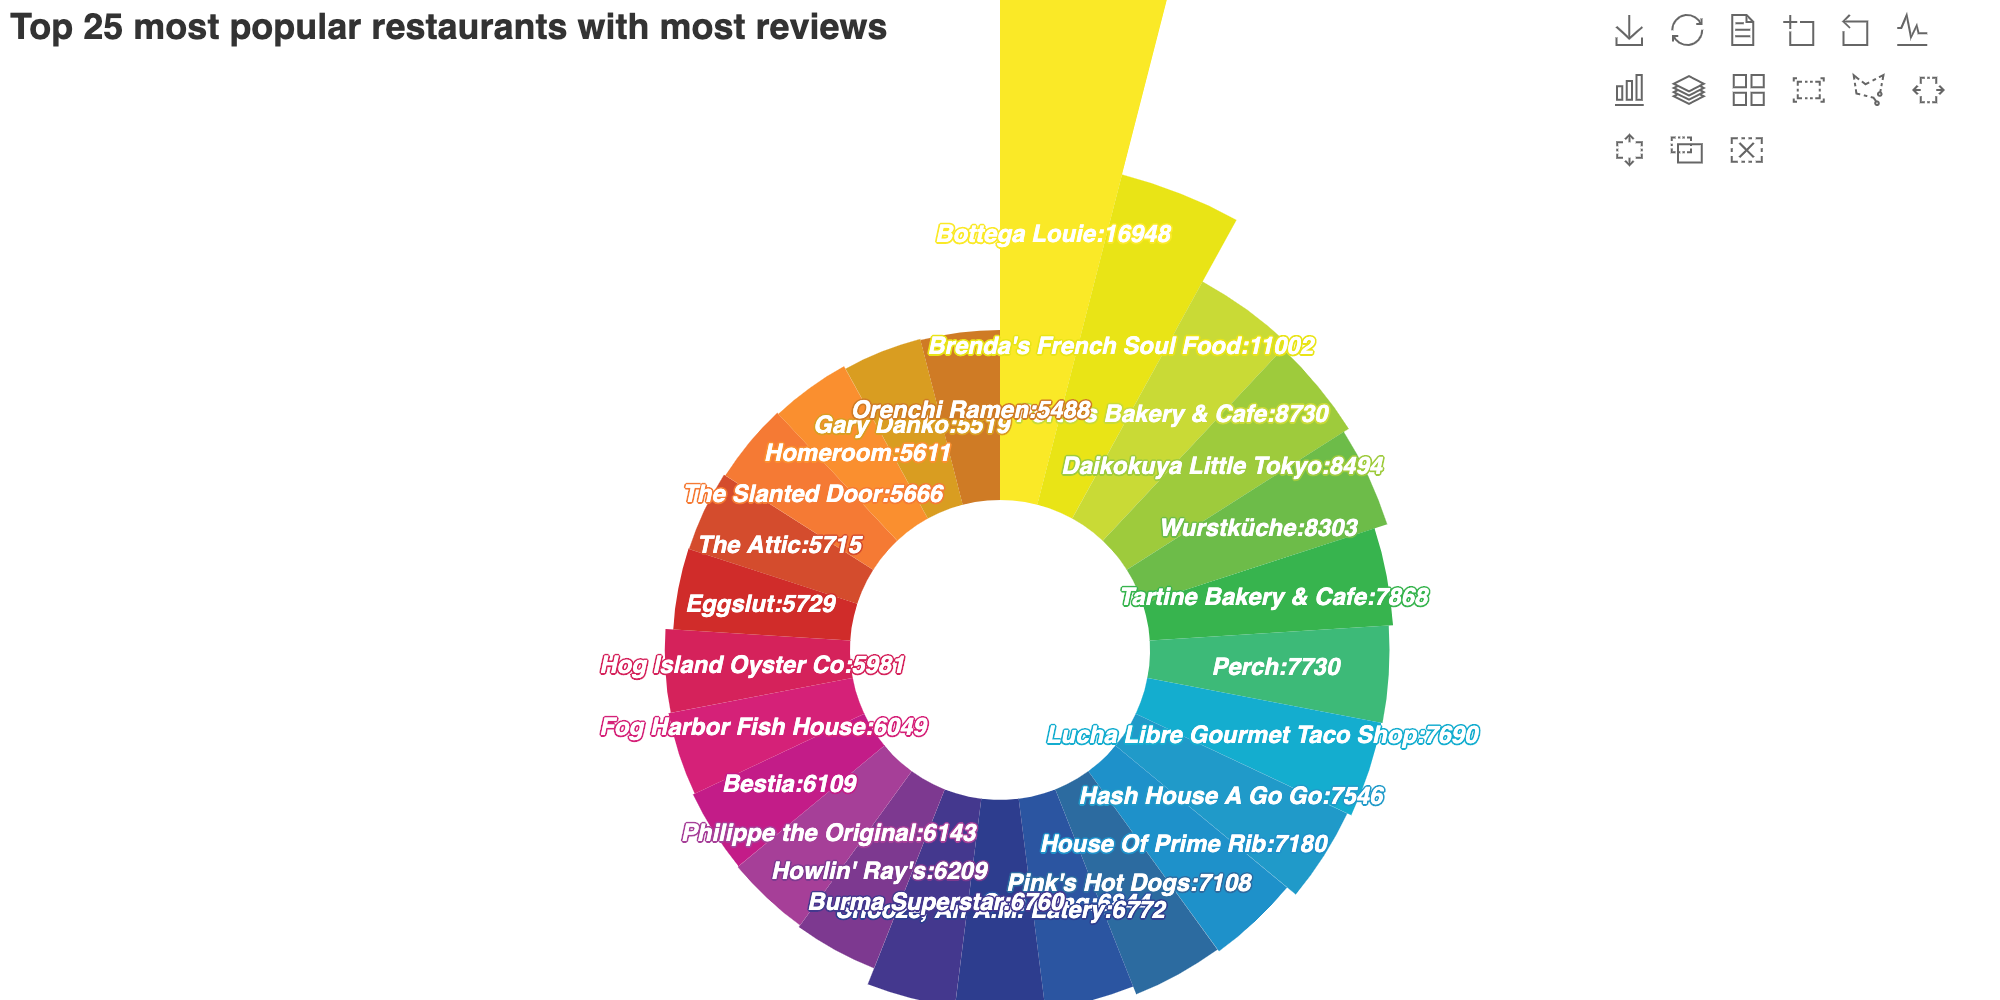 Top 25 most popular restaurants with most reviews
Bottega Louie:16948
Brenda's French Soul Food:11002
Bakery & Cafe:8730
Daikokuya Little Tokyo:8494
Wurstküche:8303
Tartine Bakery & Cafe:7868
Perch:7730
Lucha Libre Gourmet Taco Shop:7690
Hash House A Go Go:7546
House Of Prime Rib:7180
Pink's Hot Dogs:7108
Snooze, An A.M. Eatery:6772
Burma Superstar:6760
Howlin' Ray's:6209
Philippe the Original:6143
Bestia:6109
Fog Harbor Fish House:6049
Hog Island Oyster Co:5981
Eggslut:5729
The Attic:5715
The Slanted Door:5666
Homeroom:5611
Gary Danko:5519
Orenchi Ramen:5488